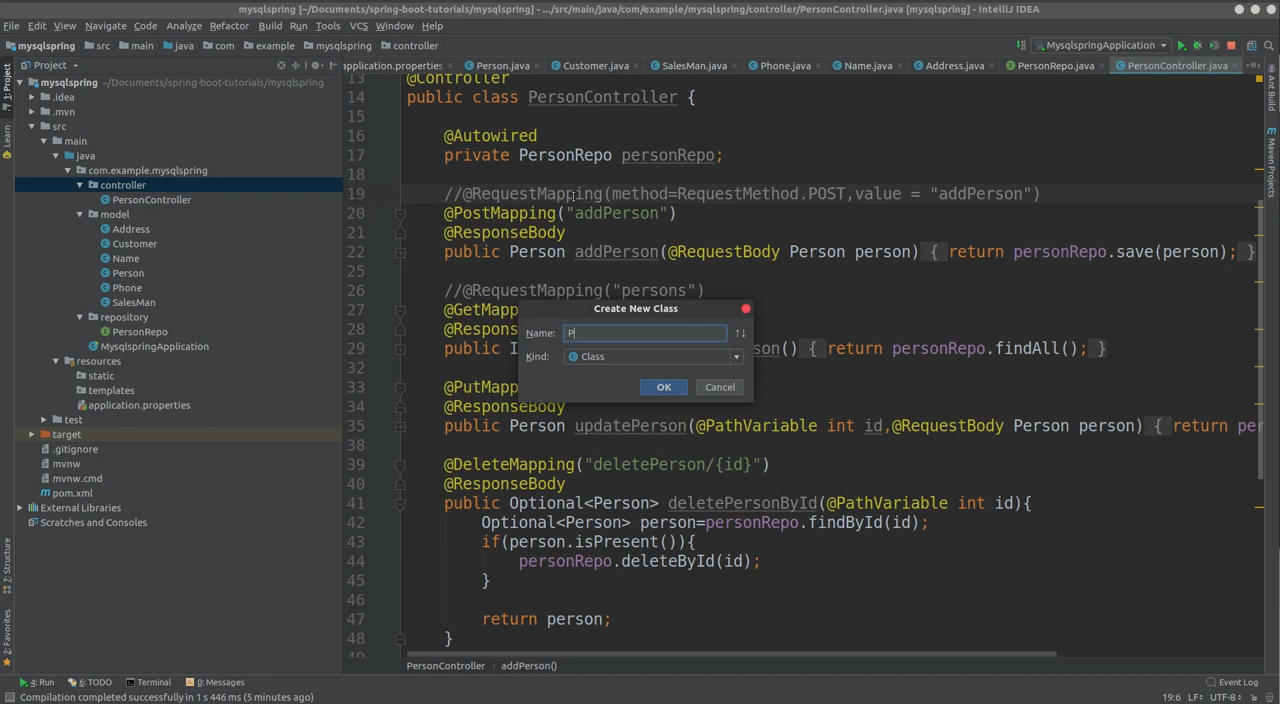 mysqlspring [~/Documents/spring-boot-tutorials/mysqlspring] - .../src/main/java/com/example/mysqlspring/controller/PersonController.java [mysqlspring] - IntelliJ IDEA
File Edit View Navigate Code Analyze Refactor Build Run Tools VCS Window Help
mysqlspring src main java com example mysqlspring controller MysqlspringApplication
Project application.properties Person.java Customer.java SalesMan.java Phone.java Name.java Address.java PersonRepo.java PersonController.java
1: Project
Learn
7: Structure
2: Favorites
mysqlspring ~/Documents/spring-boot-tutorials/mysqlspring
.idea
.mvn
src
main
java
com.example.mysqlspring
controller
PersonController
model
Address
Customer
Name
Person
Phone
SalesMan
repository
PersonRepo
MysqlspringApplication
resources
static
templates
application.properties
test
target
.gitignore
mvnw
mvnw.cmd
pom.xml
External Libraries
Scratches and Consoles
13 @Controller
14 public class PersonController {
15
16 @Autowired
17 private PersonRepo personRepo;
18
19 //@RequestMapping(method=RequestMethod.POST,value = "addPerson")
20 @PostMapping("addPerson")
21 @ResponseBody
22 public Person addPerson(@RequestBody Person person) { return personRepo.save(person); }
25
26 //@RequestMapping("persons")
27 @GetMapp
28 @Respons
29 public I son() { return personRepo.findAll(); }
32
33 @PutMapp
34 @ResponseBody
35 public Person updatePerson(@PathVariable int id,@RequestBody Person person) { return per
38
39 @DeleteMapping("deletePerson/{id}")
40 @ResponseBody
41 public Optional<Person> deletePersonById(@PathVariable int id){
42 Optional<Person> person=personRepo.findById(id);
43 if(person.isPresent()){
44 personRepo.deleteById(id);
45 }
46
47 return person;
48 }
49
Create New Class
Name: P
Kind: Class
OK Cancel
Ant Build
Maven Projects
PersonController addPerson()
4: Run 6: TODO Terminal 0: Messages Event Log
Compilation completed successfully in 1 s 446 ms (5 minutes ago) 19:6 LF UTF-8